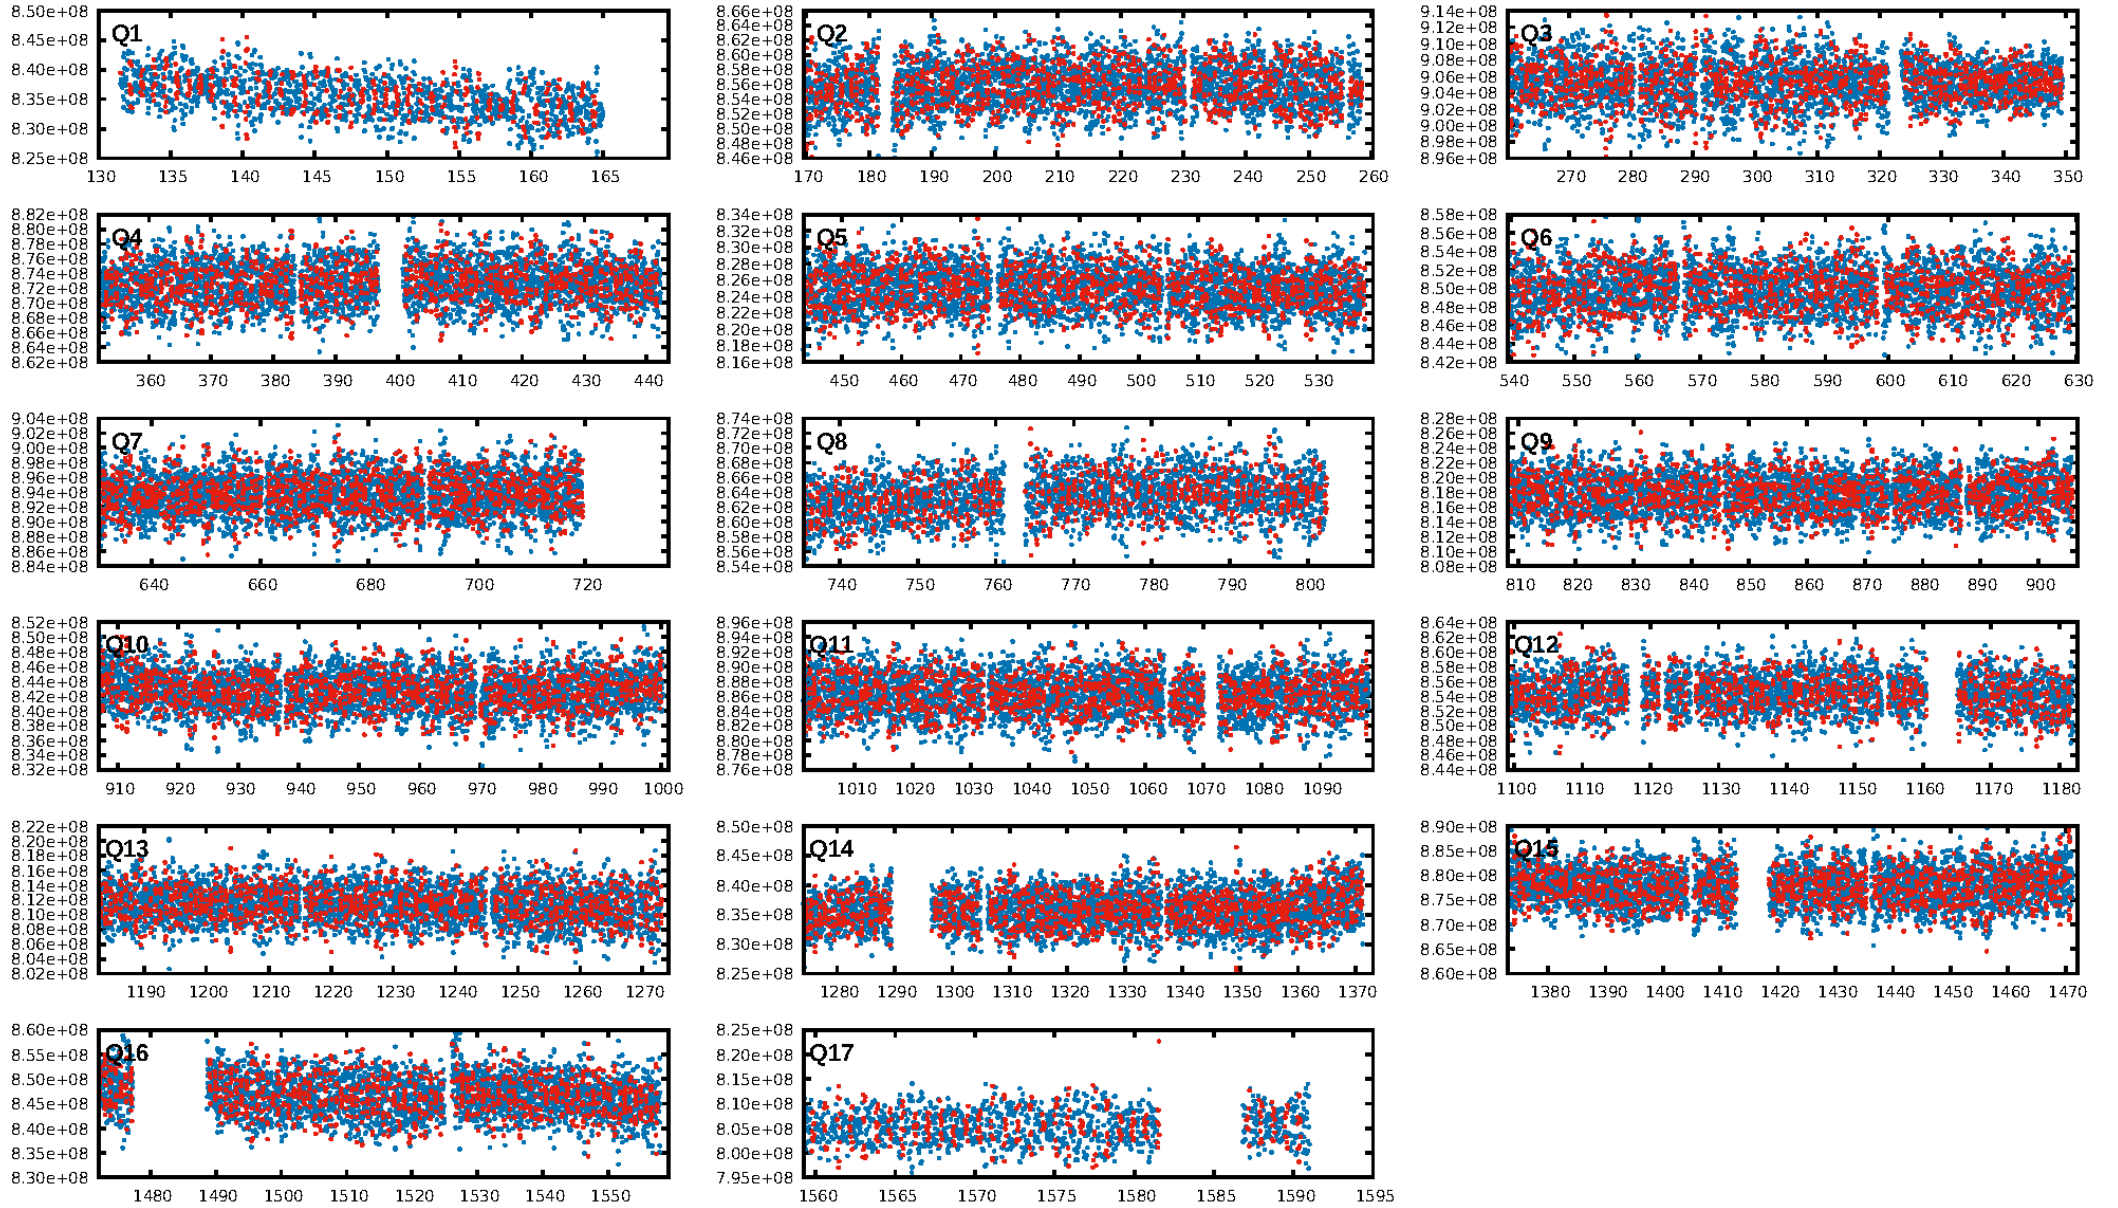 8.50e+08
Q1
8.45e+08
8.40e+08
8.35e+08
8.30e+08
8.25e+08
130 135 140 145 150 155 160 165
8.66e+08
8.64e+08
Q2
8.62e+08
8.60e+08
8.58e+08
8.56e+08
8.54e+08
8.52e+08
8.50e+08
8.48e+08
8.46e+08
170 180 190 200 210 220 230 240 250 260
9.14e+08
9.12e+08
Q3
9.10e+08
9.08e+08
9.06e+08
9.04e+08
9.02e+08
9.00e+08
8.98e+08
8.96e+08
270 280 290 300 310 320 330 340 350
8.82e+08
8.80e+08
Q4
8.78e+08
8.76e+08
8.74e+08
8.72e+08
8.70e+08
8.68e+08
8.66e+08
8.64e+08
8.62e+08
360 370 380 390 400 410 420 430 440
8.34e+08
8.32e+08
Q5
8.30e+08
8.28e+08
8.26e+08
8.24e+08
8.22e+08
8.20e+08
8.18e+08
8.16e+08
450 460 470 480 490 500 510 520 530
8.58e+08
8.56e+08
Q6
8.54e+08
8.52e+08
8.50e+08
8.48e+08
8.46e+08
8.44e+08
8.42e+08
540 550 560 570 580 590 600 610 620 630
9.04e+08
9.02e+08
Q7
9.00e+08
8.98e+08
8.96e+08
8.94e+08
8.92e+08
8.90e+08
8.88e+08
8.86e+08
8.84e+08
640 660 680 700 720
8.74e+08
8.72e+08
Q8
8.70e+08
8.68e+08
8.66e+08
8.64e+08
8.62e+08
8.60e+08
8.58e+08
8.56e+08
8.54e+08
740 750 760 770 780 790 800
8.28e+08
8.26e+08
Q9
8.24e+08
8.22e+08
8.20e+08
8.18e+08
8.16e+08
8.14e+08
8.12e+08
8.10e+08
8.08e+08
810 820 830 840 850 860 870 880 890 900
8.52e+08
8.50e+08
Q10
8.48e+08
8.46e+08
8.44e+08
8.42e+08
8.40e+08
8.38e+08
8.36e+08
8.34e+08
8.32e+08
910 920 930 940 950 960 970 980 990 1000
8.96e+08
8.94e+08
Q11
8.92e+08
8.90e+08
8.88e+08
8.86e+08
8.84e+08
8.82e+08
8.80e+08
8.78e+08
8.76e+08
1010 1020 1030 1040 1050 1060 1070 1080 1090
8.64e+08
8.62e+08
Q12
8.60e+08
8.58e+08
8.56e+08
8.54e+08
8.52e+08
8.50e+08
8.48e+08
8.46e+08
8.44e+08
1100 1110 1120 1130 1140 1150 1160 1170 1180
8.22e+08
8.20e+08
Q13
8.18e+08
8.16e+08
8.14e+08
8.12e+08
8.10e+08
8.08e+08
8.06e+08
8.04e+08
8.02e+08
1190 1200 1210 1220 1230 1240 1250 1260 1270
8.50e+08
Q14
8.45e+08
8.40e+08
8.35e+08
8.30e+08
8.25e+08
1280 1290 1300 1310 1320 1330 1340 1350 1360 1370
8.90e+08
Q15
8.85e+08
8.80e+08
8.75e+08
8.70e+08
8.65e+08
8.60e+08
1380 1390 1400 1410 1420 1430 1440 1450 1460 1470
8.60e+08
Q16
8.55e+08
8.50e+08
8.45e+08
8.40e+08
8.35e+08
8.30e+08
1480 1490 1500 1510 1520 1530 1540 1550
8.25e+08
Q17
8.20e+08
8.15e+08
8.10e+08
8.05e+08
8.00e+08
7.95e+08
1560 1565 1570 1575 1580 1585 1590 1595